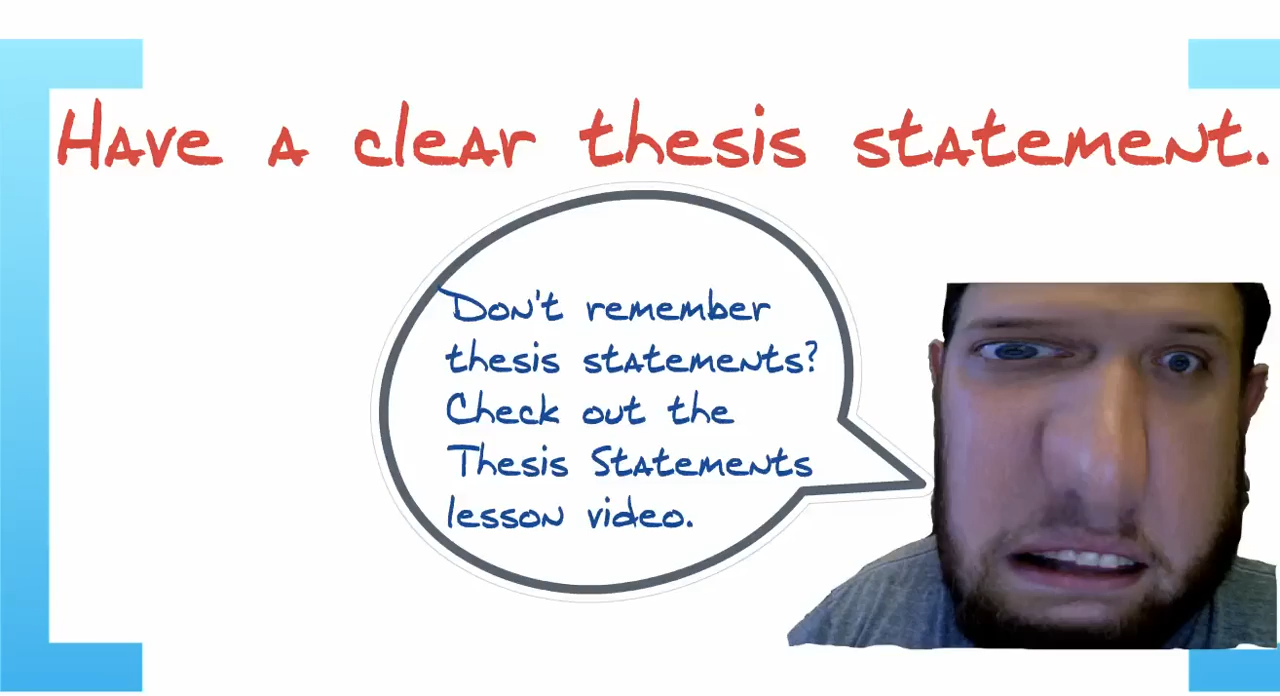 Have a clear thesis statement.
Don't remember
thesis statements?
Check out the
Thesis Statements
lesson video.